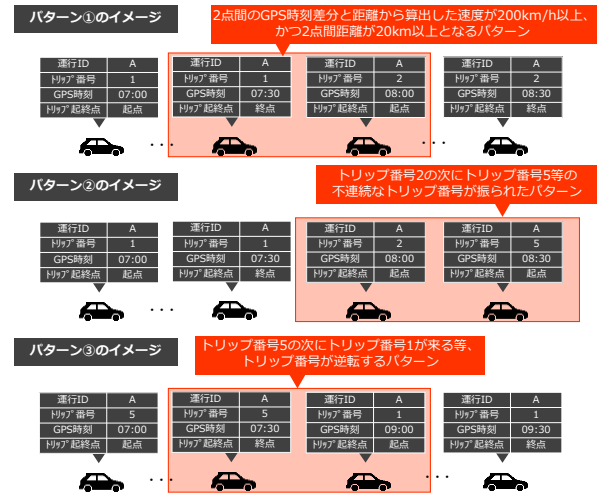 パターン①のイメージ
2点間のGPS時刻差分と距離から算出した速度が200km/h以上、
かつ2点間距離が20km以上となるパターン
運行ID A 運行ID A 運行ID A 運行ID A
トリップ番号 1 トリップ番号 1 トリップ番号 2 トリップ番号 2
GPS時刻 07:00 GPS時刻 07:30 GPS時刻 08:00 GPS時刻 08:30
トリップ起終点 起点 トリップ起終点 終点 トリップ起終点 起点 トリップ起終点 終点
... ...
パターン②のイメージ
トリップ番号2の次にトリップ番号5等の
不連続なトリップ番号が振られたパターン
運行ID A 運行ID A 運行ID A 運行ID A
トリップ番号 1 トリップ番号 1 トリップ番号 2 トリップ番号 5
GPS時刻 07:00 GPS時刻 07:30 GPS時刻 08:00 GPS時刻 08:30
トリップ起終点 起点 トリップ起終点 終点 トリップ起終点 起点 トリップ起終点 起点
...
パターン③のイメージ
トリップ番号5の次にトリップ番号1が来る等、
トリップ番号が逆転するパターン
運行ID A 運行ID A 運行ID A 運行ID A
トリップ番号 5 トリップ番号 5 トリップ番号 1 トリップ番号 1
GPS時刻 07:00 GPS時刻 07:30 GPS時刻 09:00 GPS時刻 09:30
トリップ起終点 起点 トリップ起終点 終点 トリップ起終点 起点 トリップ起終点 終点
... ...